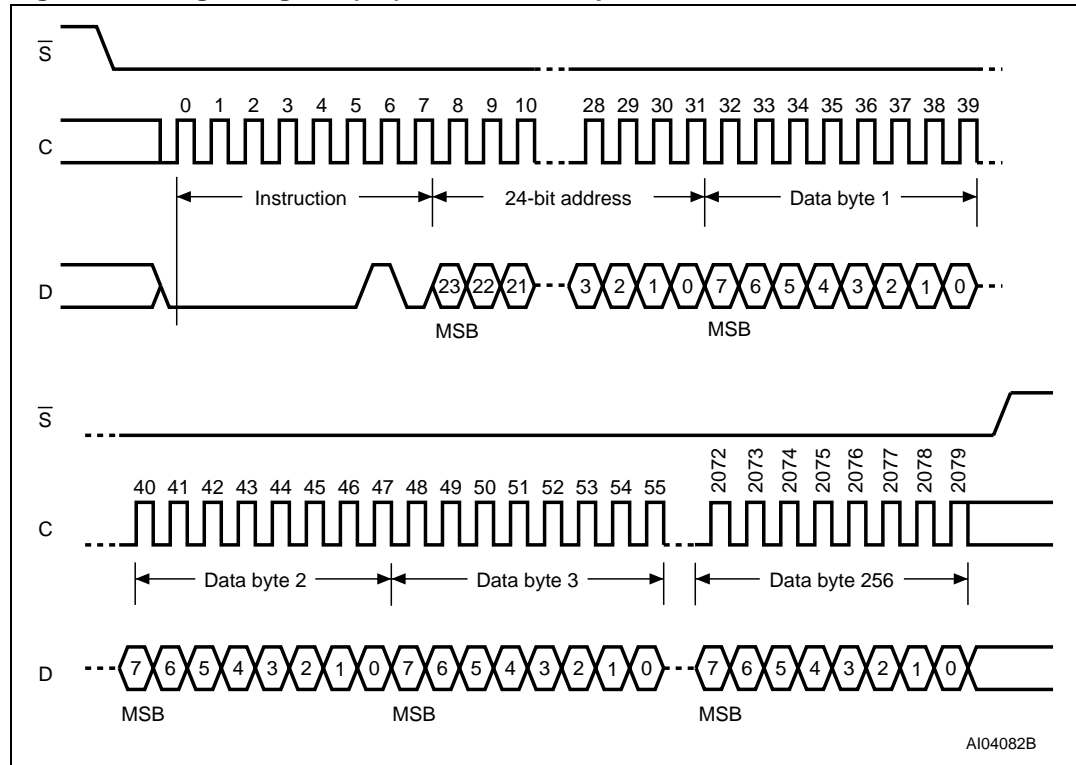 S
0 1 2 3 4 5 6 7 8 9 10 28 29 30 31 32 33 34 35 36 37 38 39
C
Instruction 24-bit address Data byte 1
D 23 22 21 3 2 1 0 7 6 5 4 3 2 1 0
MSB MSB
S
2072 2073 2074 2075 2076 2077 2078 2079
40 41 42 43 44 45 46 47 48 49 50 51 52 53 54 55
C
Data byte 2 Data byte 3 Data byte 256
D 7 6 5 4 3 2 1 0 7 6 5 4 3 2 1 0 7 6 5 4 3 2 1 0
MSB MSB MSB
AI04082B